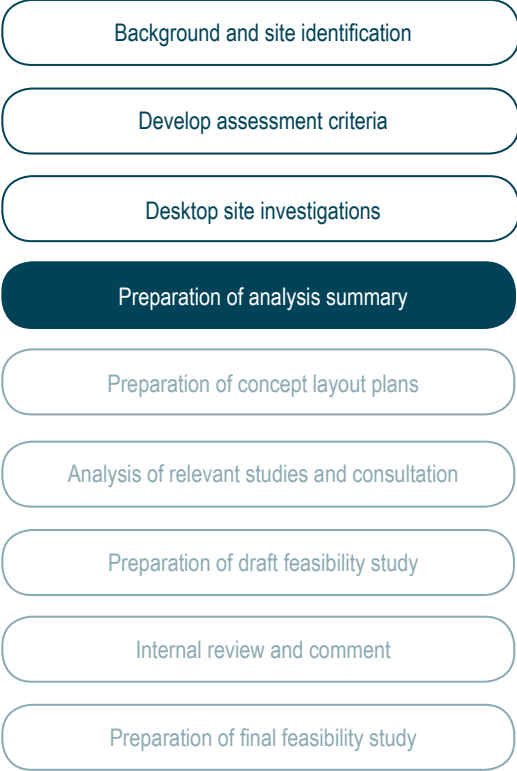 Background and site identification
Develop assessment criteria
Desktop site investigations
Preparation of analysis summary
Preparation of concept layout plans
Analysis of relevant studies and consultation
Preparation of draft feasibility study
Internal review and comment
Preparation of final feasibility study